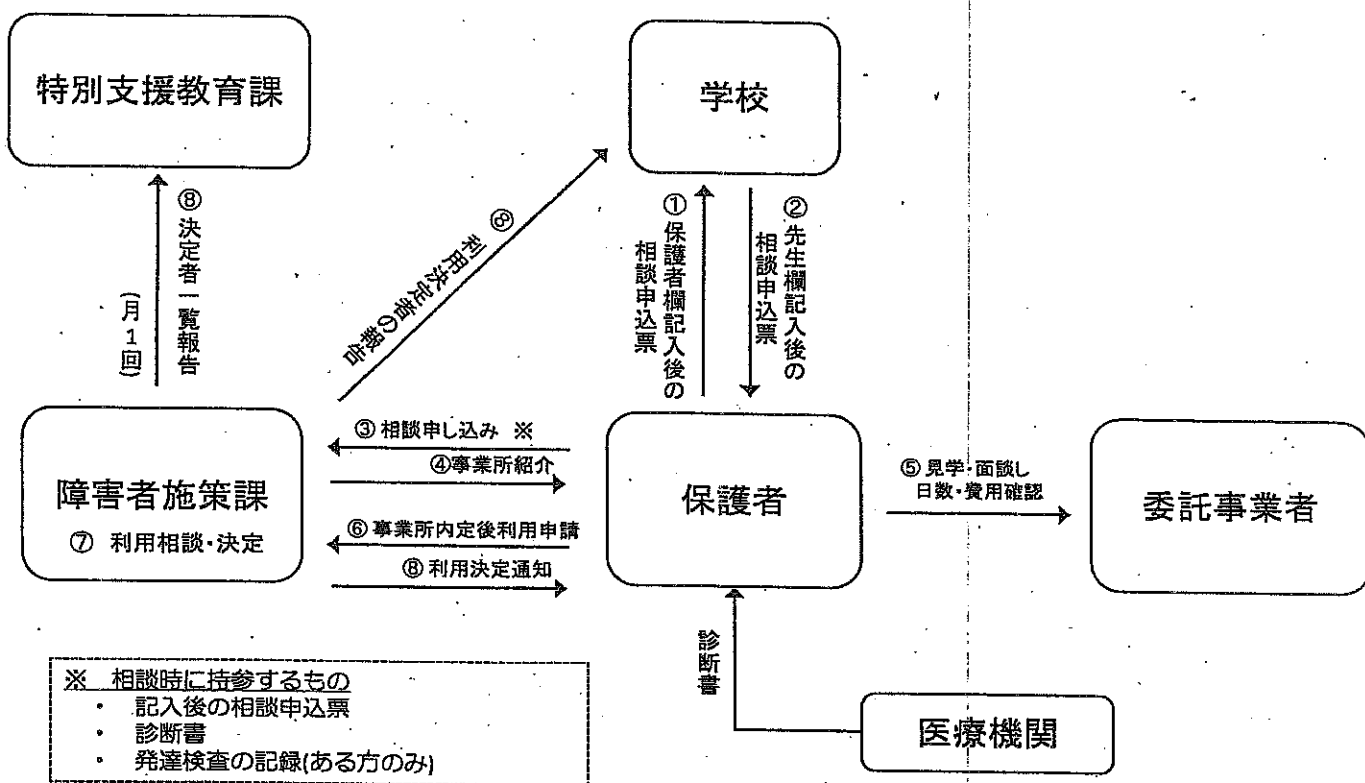 特別支援教育課
学校
⑧決定者一覧報告
(月1回)
⑧利用決定者の報告
①保護者欄記入後の
相談申込票
②先生欄記入後の
相談申込票
③相談申し込み ※
④事業所紹介
障害者施策課
⑦ 利用相談・決定
⑥事業所内定後利用申請
⑧利用決定通知
保護者
⑤見学・面談し
日数・費用確認
委託事業者
診断書
医療機関
※ 相談時に持参するもの
・ 記入後の相談申込票
・ 診断書
・ 発達検査の記録(ある方のみ)